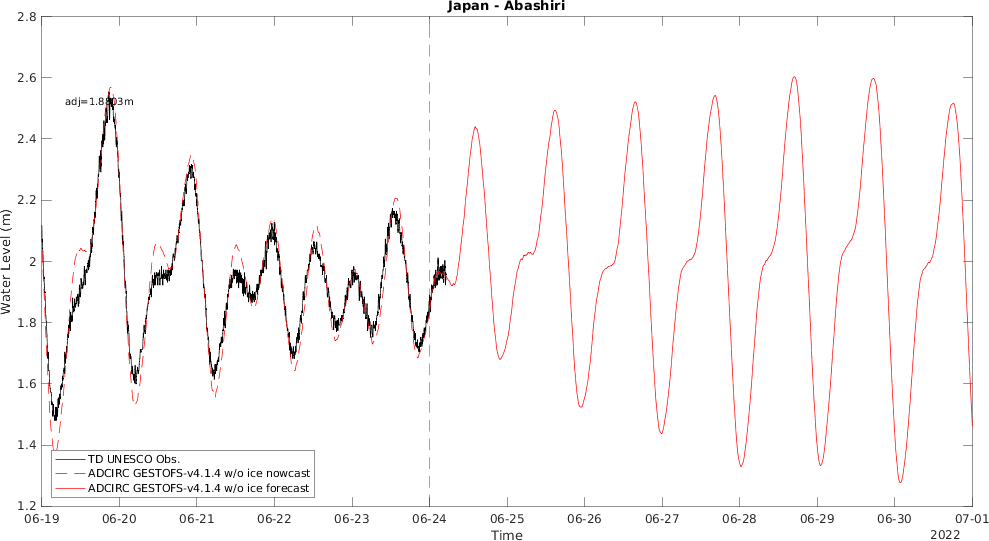 Japan - Abashiri
2.8
2.6
2.4
2.2
2
1.8
1.6
1.4
1.2
Water Level (m)
adj=1.8803m
TD UNESCO Obs.
ADCIRC GESTOFS-v4.1.4 w/o ice nowcast
ADCIRC GESTOFS-v4.1.4 w/o ice forecast
06-19 06-20 06-21 06-22 06-23 06-24 06-25 06-26 06-27 06-28 06-29 06-30 07-01
Time
2022